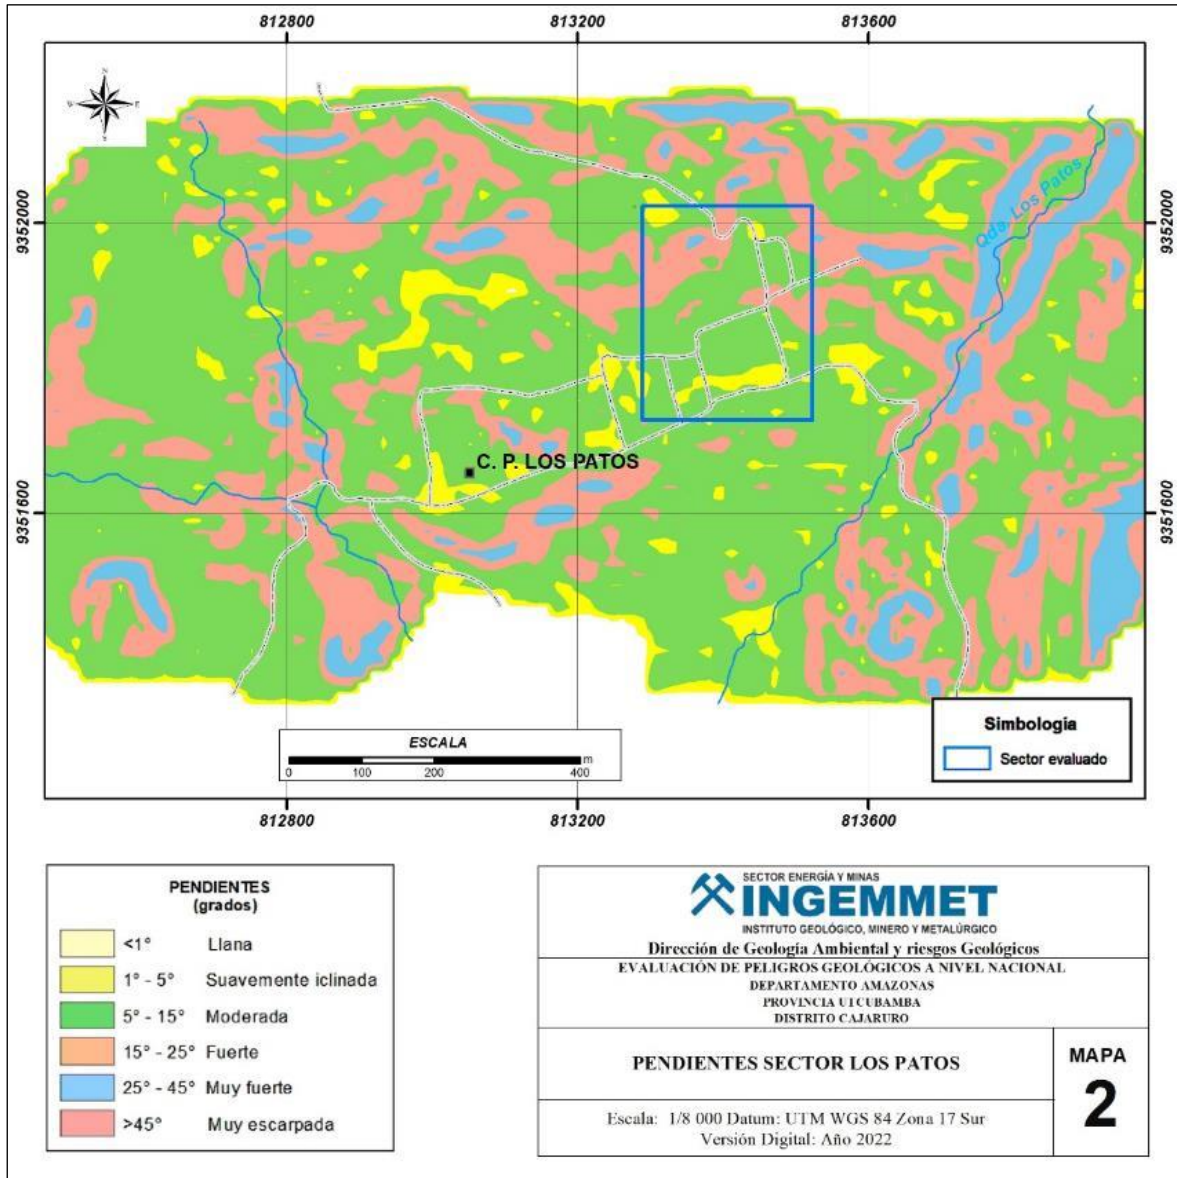 812800
813200
813600
N
W
E
S
9352000
9352000
Qda. Los Patos
C. P. LOS PATOS
9351600
9351600
Simbología
Sector evaluado
ESCALA
m
0 100 200 400
812800
813200
813600
PENDIENTES
(grados)
<1° Llana
1° - 5° Suavemente iclinada
5° - 15° Moderada
15° - 25° Fuerte
25° - 45° Muy fuerte
>45° Muy escarpada
SECTOR ENERGÍA Y MINAS
INGEMMET
INSTITUTO GEOLÓGICO, MINERO Y METALÚRGICO
Dirección de Geología Ambiental y riesgos Geológicos
EVALUACIÓN DE PELIGROS GEOLÓGICOS A NIVEL NACIONAL
DEPARTAMENTO AMAZONAS
PROVINCIA UTCUBAMBA
DISTRITO CAJARURO
PENDIENTES SECTOR LOS PATOS
MAPA
2
Escala: 1/8 000 Datum: UTM WGS 84 Zona 17 Sur
Versión Digital: Año 2022